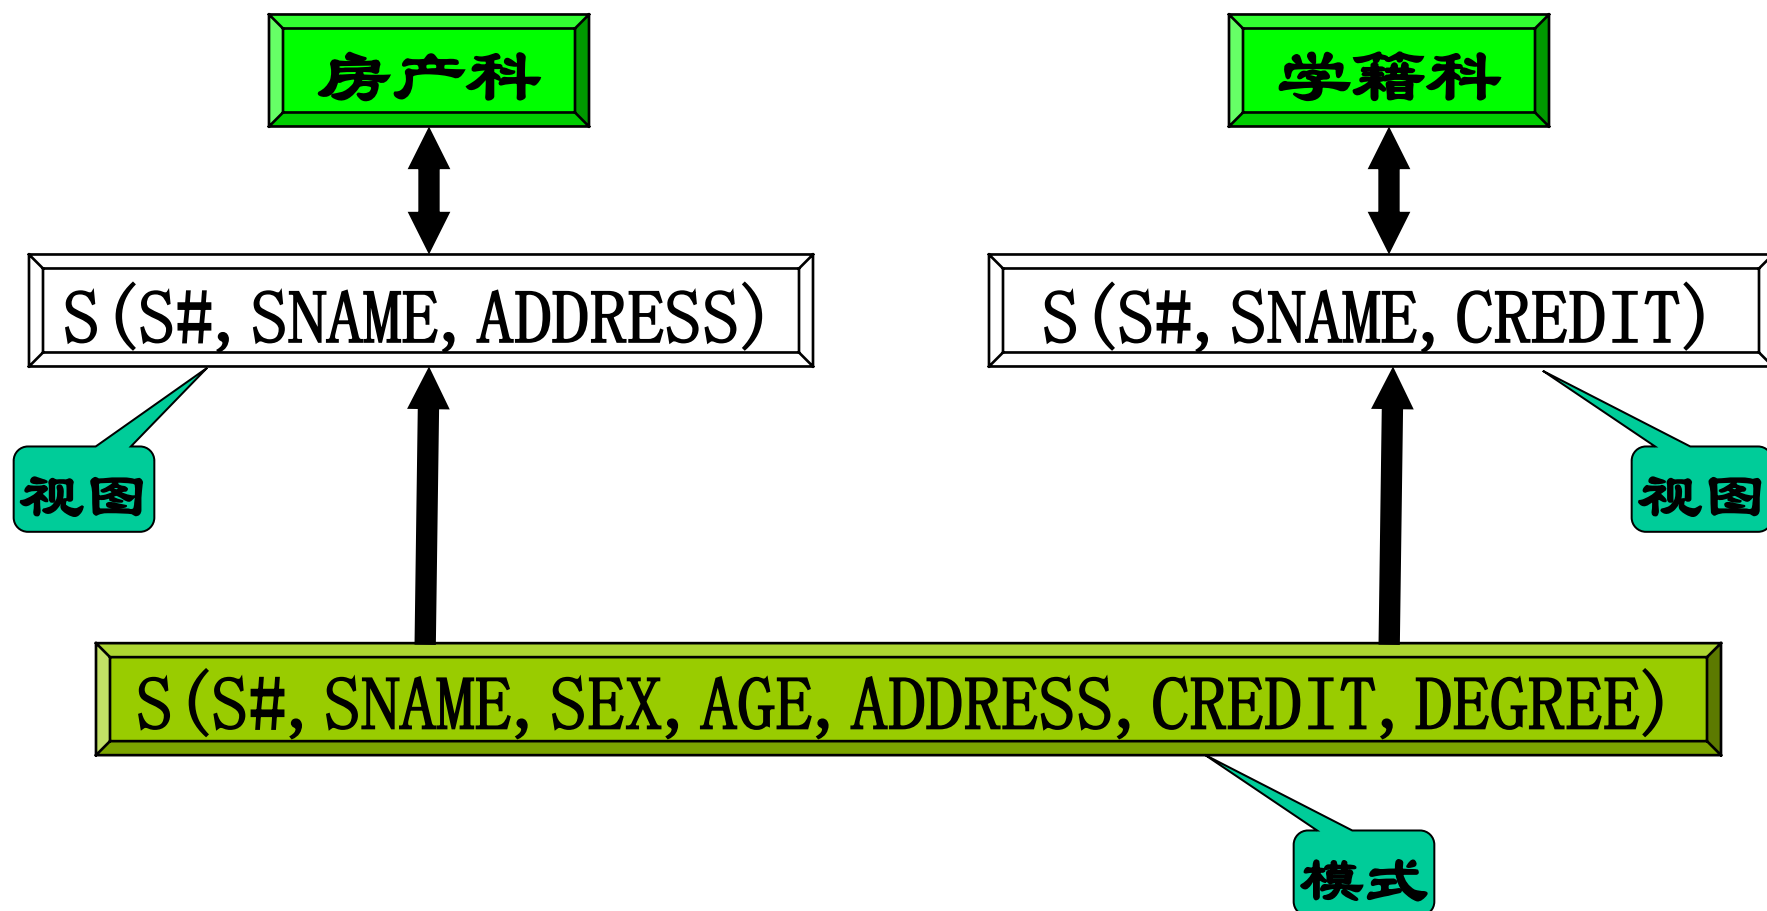 房产科
学籍科
S(S#,SNAME,ADDRESS)
S(S#,SNAME,CREDIT)
视图
视图
S(S#,SNAME,SEX,AGE,ADDRESS,CREDIT,DEGREE)
模式